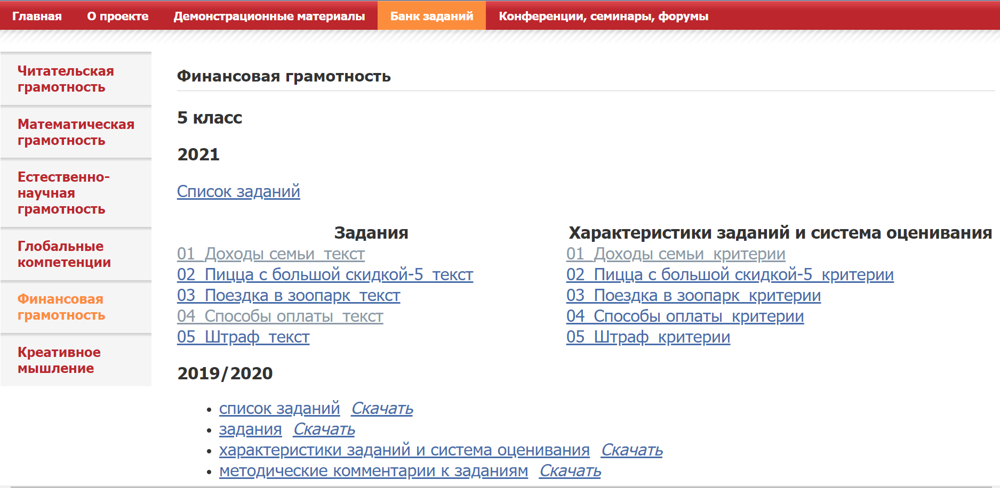 Главная О проекте Демонстрационные материалы Банк заданий Конференции, семинары, форумы
Читательская
грамотность
Математическая
грамотность
Естественно-
научная
грамотность
Глобальные
компетенции
Финансовая
грамотность
Креативное
мышление
Финансовая грамотность
5 класс
2021
Список заданий
Задания Характеристики заданий и система оценивания
01_Доходы семьи_текст 01_Доходы семьи_критерии
02_Пицца с большой скидкой-5_текст 02_Пицца с большой скидкой-5_критерии
03_Поездка в зоопарк_текст 03_Поездка в зоопарк_критерии
04_Способы оплаты_текст 04_Способы оплаты_критерии
05_Штраф_текст 05_Штраф_критерии
2019/2020
• список заданий Скачать
• задания Скачать
• характеристики заданий и система оценивания Скачать
• методические комментарии к заданиям Скачать